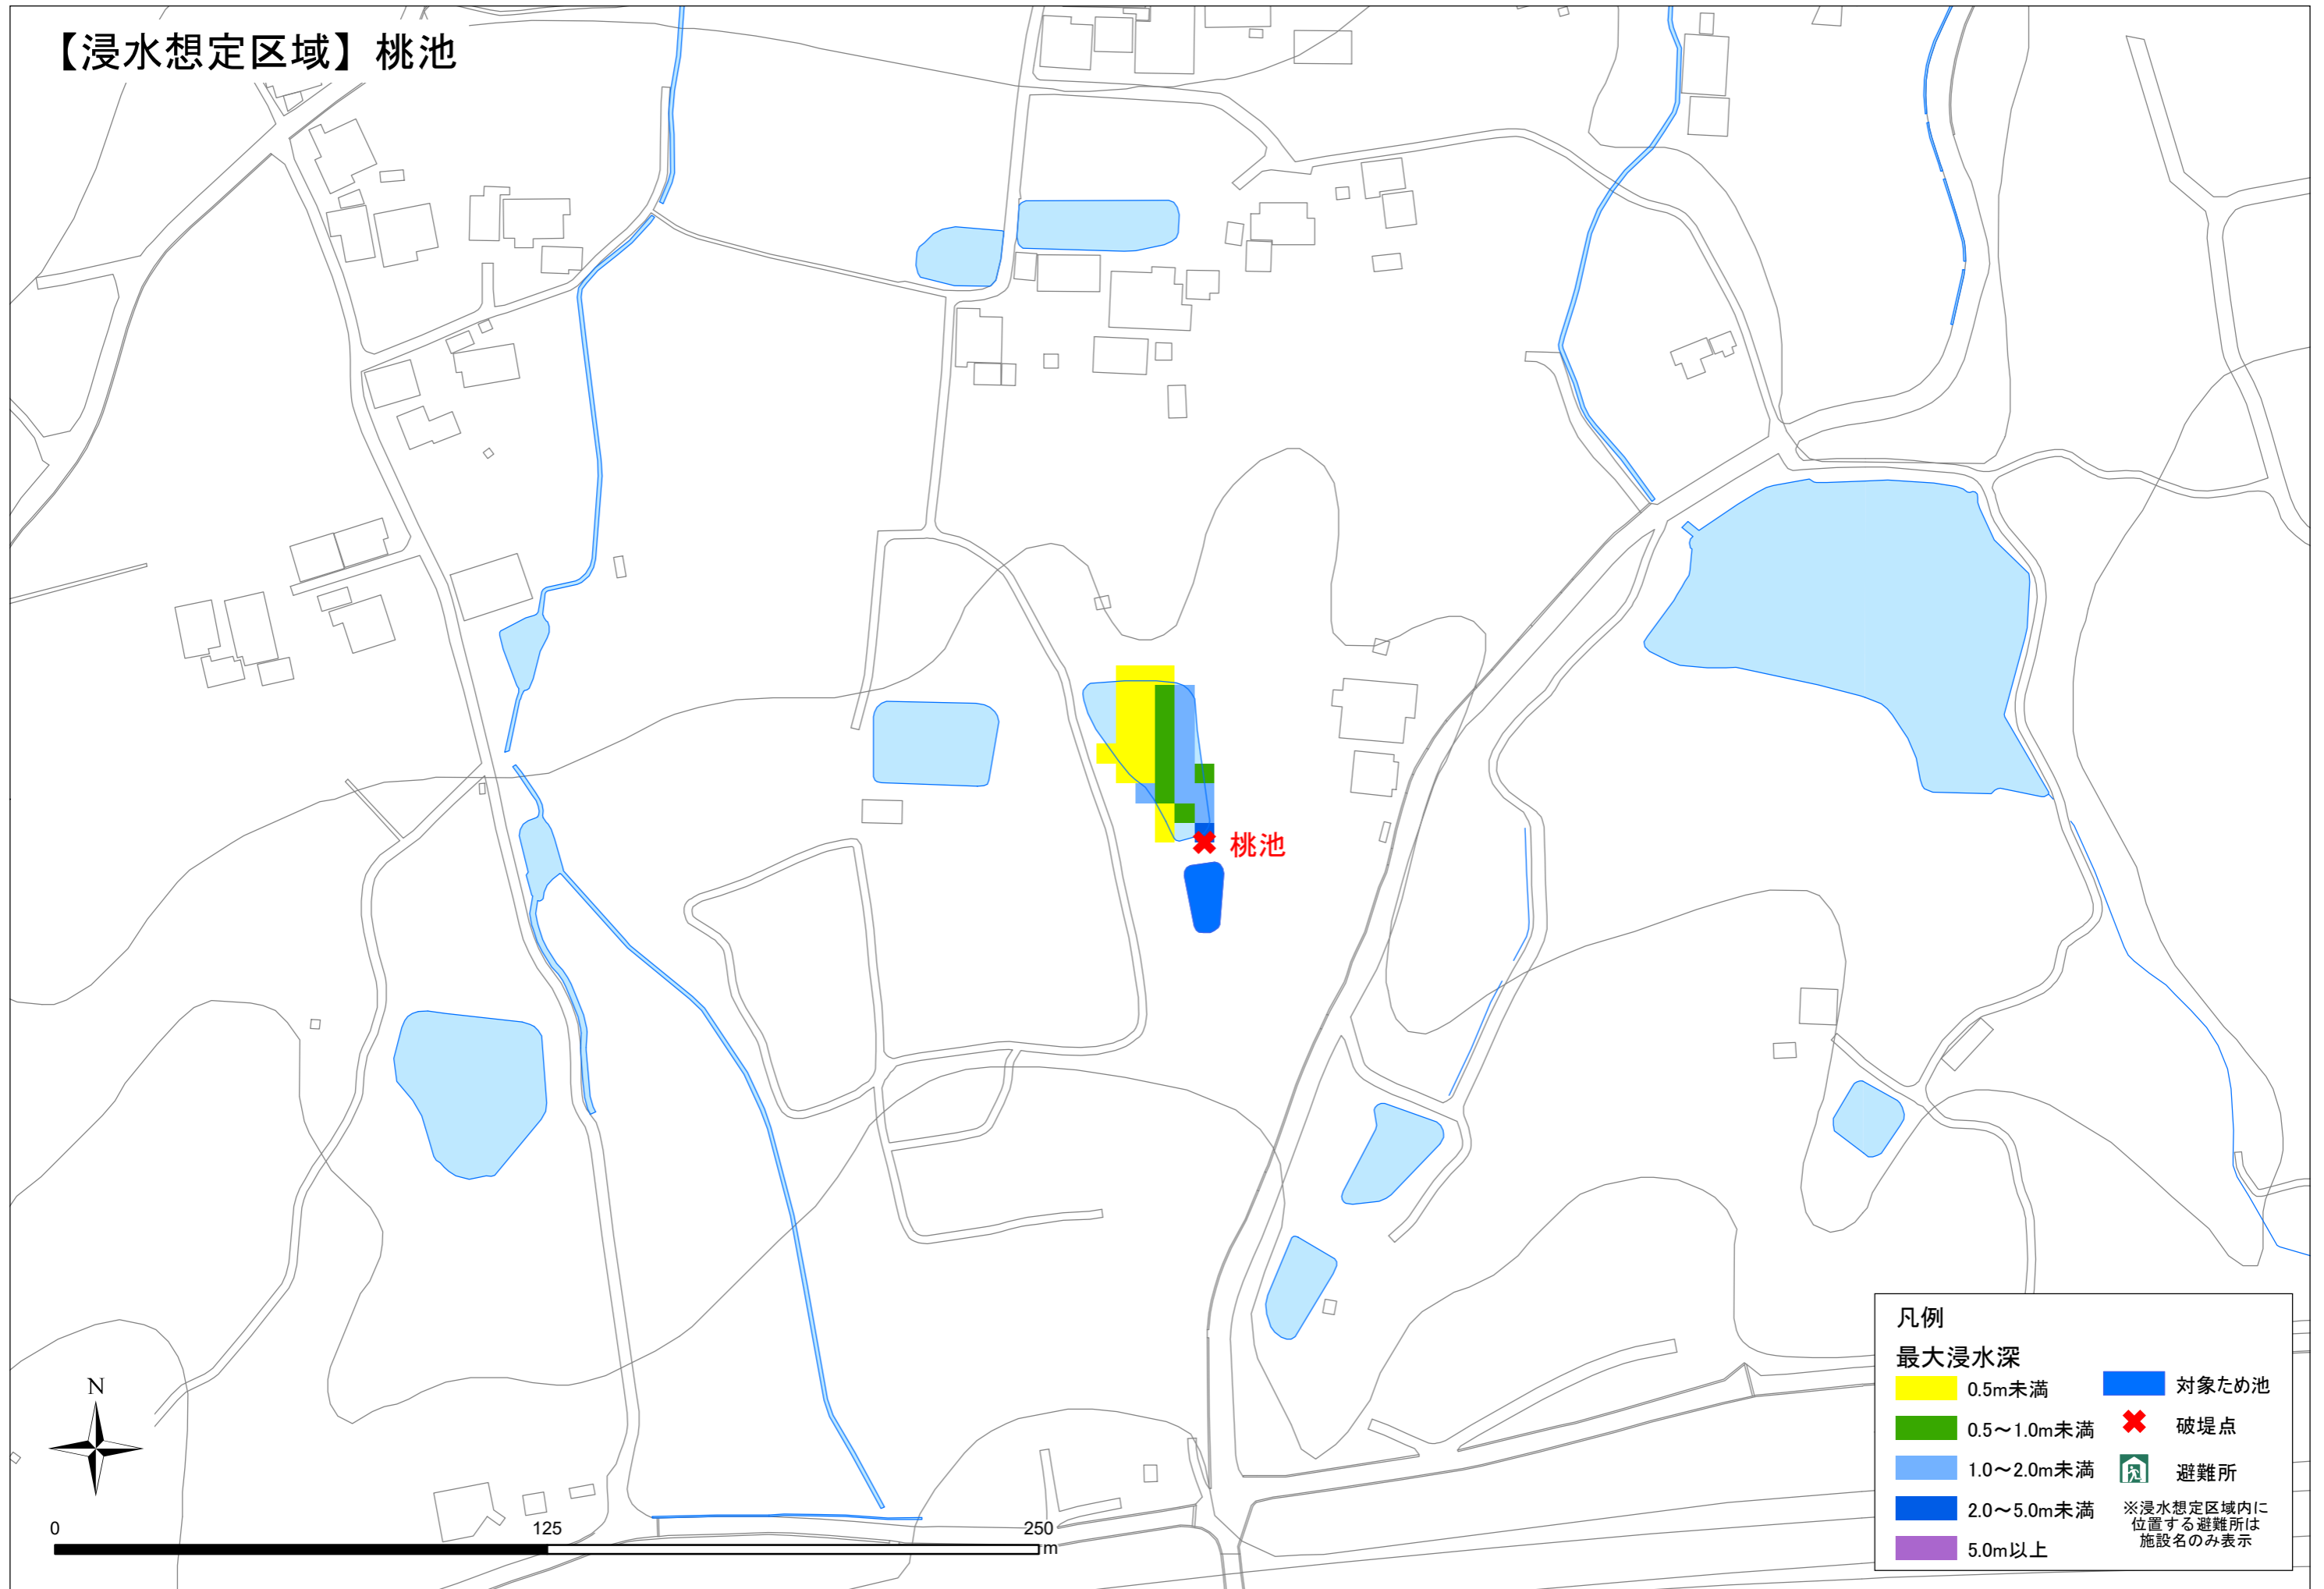 【浸水想定区域】桃池
桃池
N
0 125 250
m
凡例
最大浸水深
0.5m未満
0.5～1.0m未満
1.0～2.0m未満
2.0～5.0m未満
5.0m以上
対象ため池
破堤点
避難所
※浸水想定区域内に
位置する避難所は
施設名のみ表示